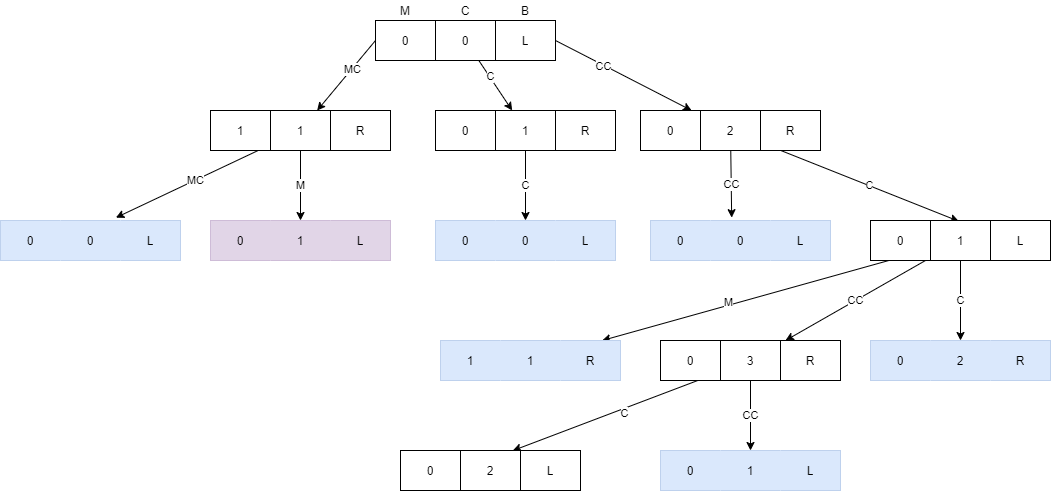 M C B
0 0 L
MC C CC
1 1 R 0 1 R 0 2 R
MC M C CC C
0 0 L 0 1 L 0 0 L 0 0 L 0 1 L
M CC C
1 1 R 0 3 R 0 2 R
C CC
0 2 L 0 1 L